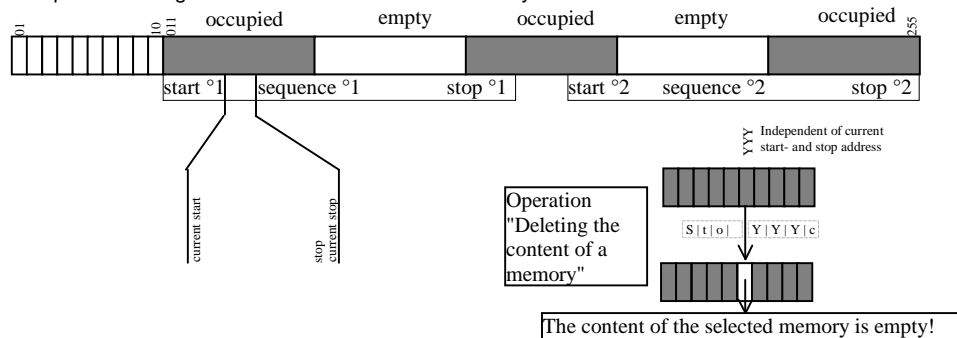 occupied empty occupied empty occupied
01 10 011 255
start °1 sequence °1 stop °1 start °2 sequence °2 stop °2
current start
stop
current stop
YYY
Independent of current
start- and stop address
Operation
"Deleting the
content of a
memory"
S|t|o| Y|Y|Y|c
The content of the selected memory is empty!